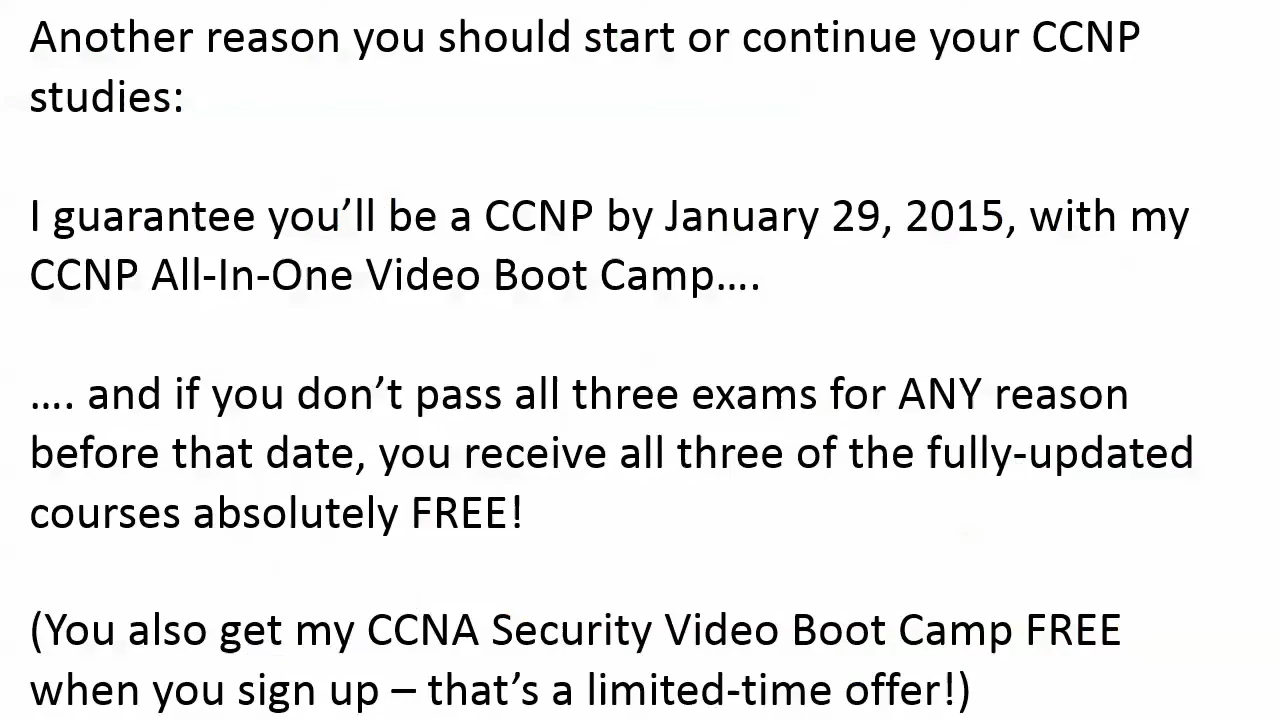 Another reason you should start or continue your CCNP
studies:
I guarantee you’ll be a CCNP by January 29, 2015, with my
CCNP All-In-One Video Boot Camp....
.... and if you don’t pass all three exams for ANY reason
before that date, you receive all three of the fully-updated
courses absolutely FREE!
(You also get my CCNA Security Video Boot Camp FREE
when you sign up – that’s a limited-time offer!)